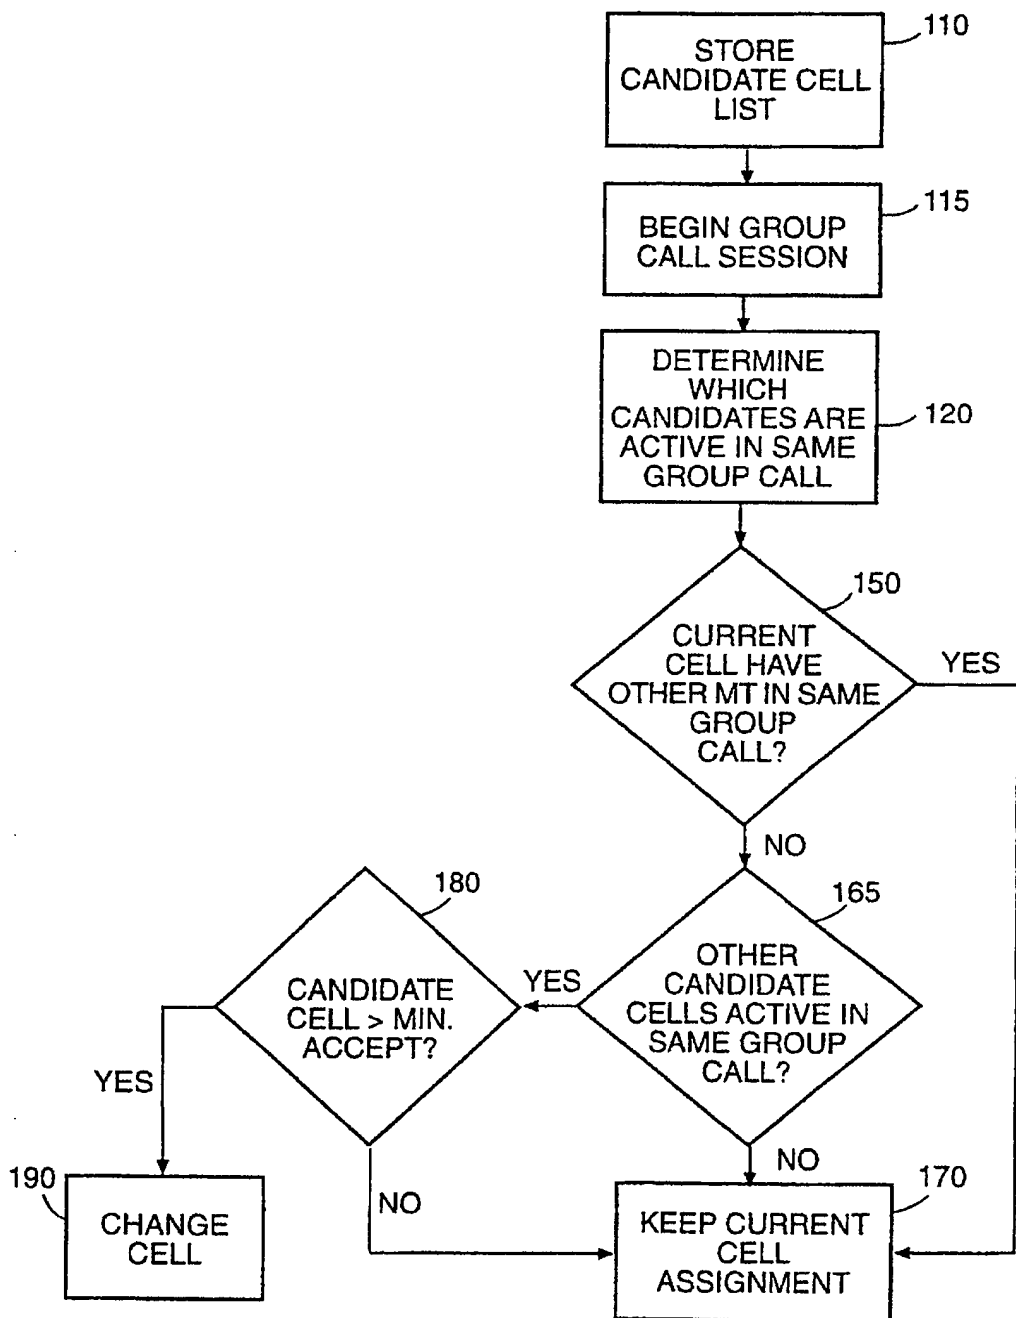 STORE
CANDIDATE CELL
LIST
110
BEGIN GROUP
CALL SESSION
115
DETERMINE
WHICH
CANDIDATES ARE
ACTIVE IN SAME
GROUP CALL
120
150
CURRENT
CELL HAVE
OTHER MT IN SAME
GROUP
CALL?
YES
NO
180
165
CANDIDATE
CELL > MIN.
ACCEPT?
YES
OTHER
CANDIDATE
CELLS ACTIVE IN
SAME GROUP
CALL?
YES
NO
NO
190
CHANGE
CELL
170
KEEP CURRENT
CELL
ASSIGNMENT